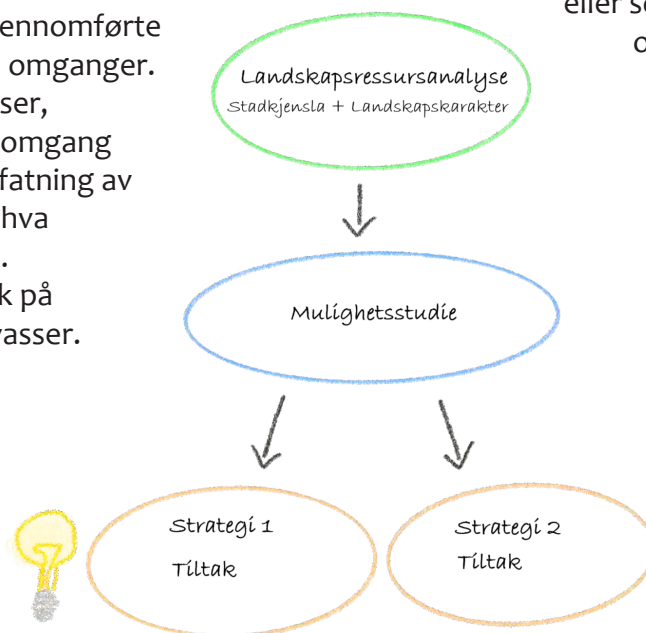 ennomførte
omganger.
ser,
omgang
fatning av
hva
.
k på
vasser.
eller s
o
Landskapsressursanalyse
Stadkjensla + Landskapskarakter
Mulighetsstudie
Strategi 1
Tiltak
Strategi 2
Tiltak